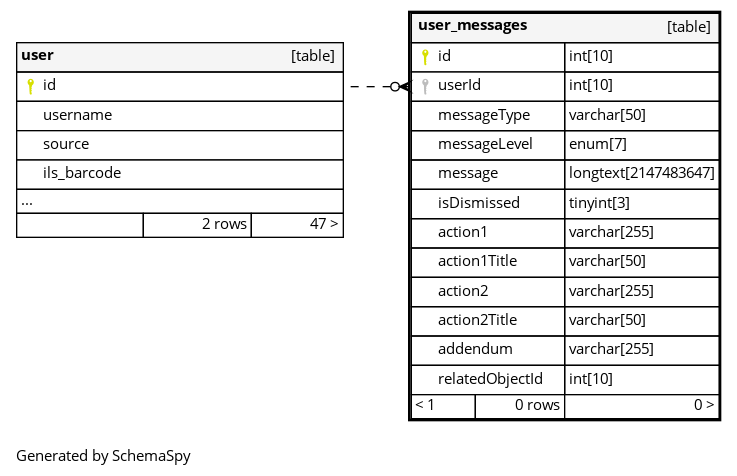 user [table]
id
username
source
ils_barcode
...
2 rows 47 >
user_messages [table]
id int[10]
userId int[10]
messageType varchar[50]
messageLevel enum[7]
message longtext[2147483647]
isDismissed tinyint[3]
action1 varchar[255]
action1Title varchar[50]
action2 varchar[255]
action2Title varchar[50]
addendum varchar[255]
relatedObjectId int[10]
< 1 0 rows 0 >
Generated by SchemaSpy